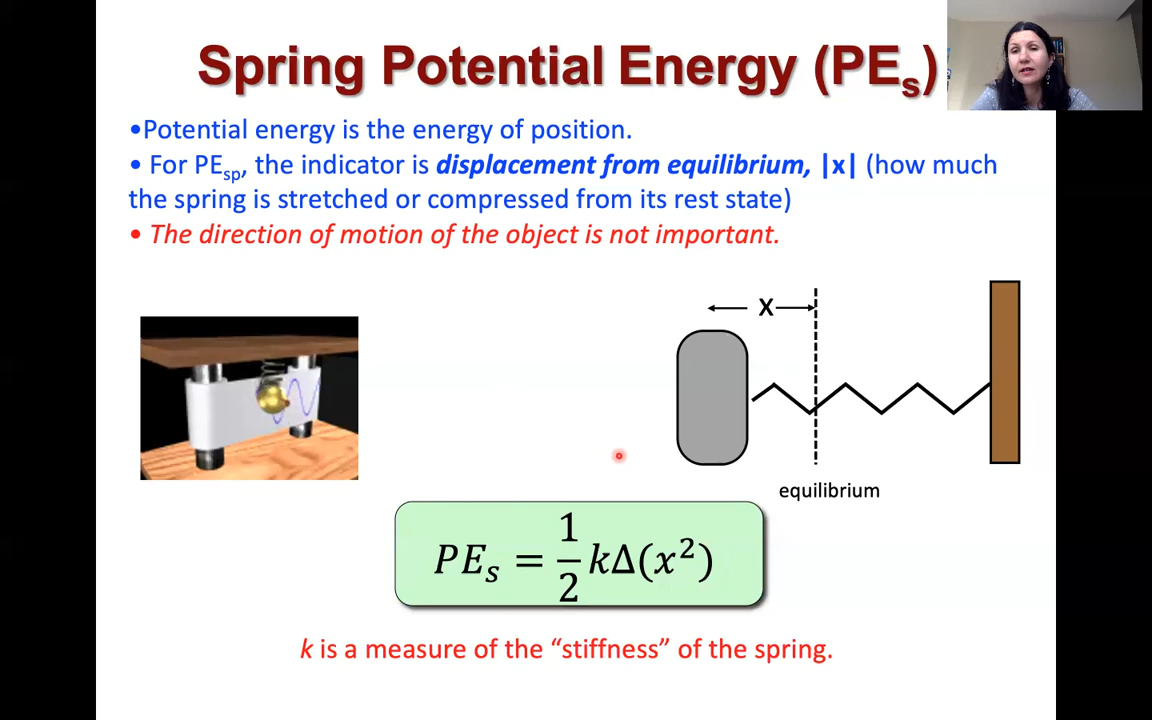 Spring Potential Energy (PEs)
•Potential energy is the energy of position.
• For PEsp, the indicator is displacement from equilibrium, |x| (how much
the spring is stretched or compressed from its rest state)
• The direction of motion of the object is not important.
X
equilibrium
PEs = 1/2 kΔ(x²)
k is a measure of the “stiffness” of the spring.